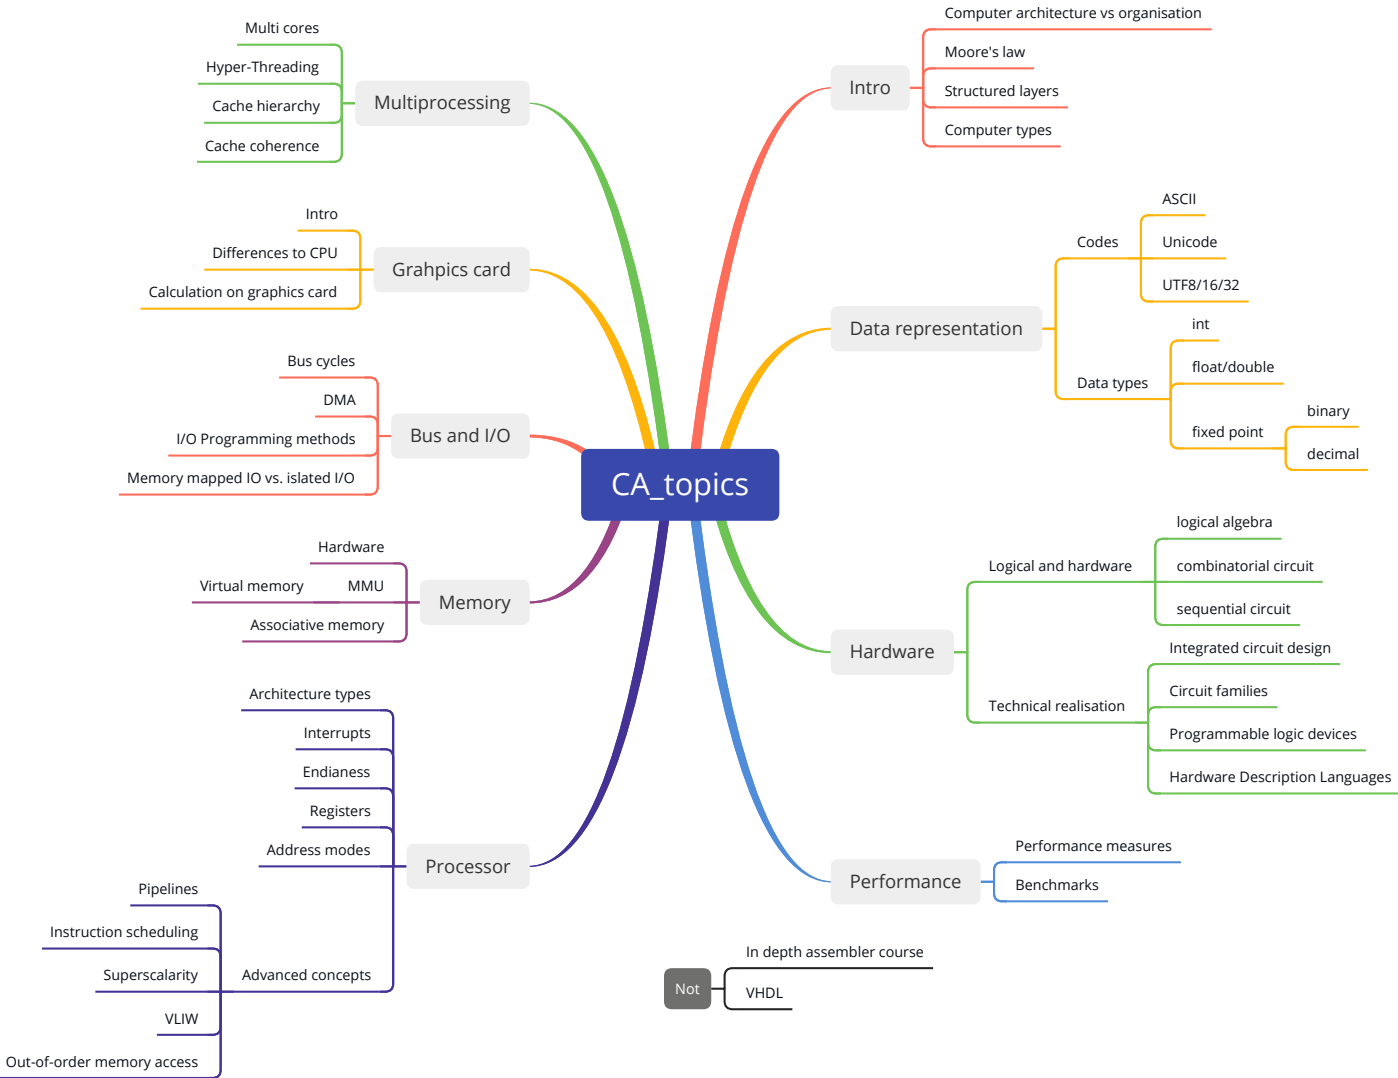 CA_topics
Intro
Computer architecture vs organisation
Moore's law
Structured layers
Computer types
Data representation
Codes
ASCII
Unicode
UTF8/16/32
Data types
int
float/double
fixed point
binary
decimal
Hardware
Logical and hardware
logical algebra
combinatorial circuit
sequential circuit
Technical realisation
Integrated circuit design
Circuit families
Programmable logic devices
Hardware Description Languages
Performance
Performance measures
Benchmarks
Multiprocessing
Multi cores
Hyper-Threading
Cache hierarchy
Cache coherence
Grahpics card
Intro
Differences to CPU
Calculation on graphics card
Bus and I/O
Bus cycles
DMA
I/O Programming methods
Memory mapped IO vs. islated I/O
Memory
Hardware
MMU
Virtual memory
Associative memory
Processor
Architecture types
Interrupts
Endianess
Registers
Address modes
Advanced concepts
Pipelines
Instruction scheduling
Superscalarity
VLIW
Out-of-order memory access
Not
In depth assembler course
VHDL